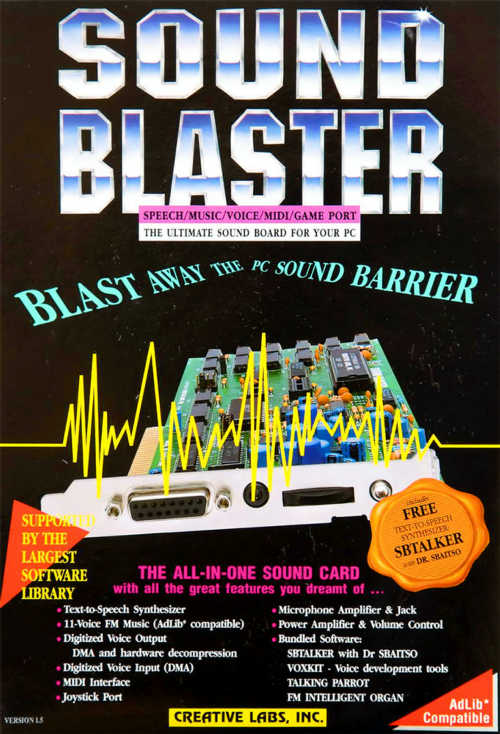 SOUND
BLASTER
SPEECH/MUSIC/VOICE/MIDI/GAME PORT
THE ULTIMATE SOUND BOARD FOR YOUR PC
BLAST AWAY THE PC SOUND BARRIER
includes
FREE
TEXT-TO-SPEECH
SYNTHESIZER
SBTALKER
with DR. SBAITSO
SUPPORTED
BY THE
LARGEST
SOFTWARE
LIBRARY
THE ALL-IN-ONE SOUND CARD
with all the great features you dreamt of ...
• Text-to-Speech Synthesizer
• 11-Voice FM Music (AdLib* compatible)
• Digitized Voice Output
DMA and hardware decompression
• Digitized Voice Input (DMA)
• MIDI Interface
• Joystick Port
• Microphone Amplifier & Jack
• Power Amplifier & Volume Control
• Bundled Software:
SBTALKER with Dr SBAITSO
VOXKIT - Voice development tools
TALKING PARROT
FM INTELLIGENT ORGAN
AdLib*
Compatible
VERSION 1.5
CREATIVE LABS, INC.